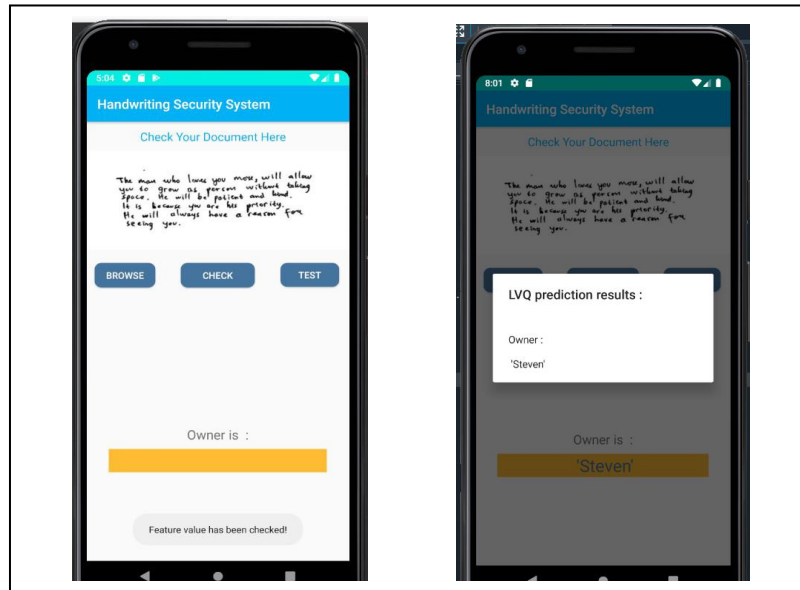 5:04
Handwriting Security System
Check Your Document Here
The man who loves you most, will allow
you to grow as person without taking
space. He will be patient and kind.
It is because you are his priority.
He will always have a reason for
seeing you.
BROWSE CHECK TEST
Owner is :
Feature value has been checked!
8:01
Handwriting Security System
Check Your Document Here
The man who loves you most, will allow
you to grow as person without taking
space. He will be patient and kind.
It is because you are his priority.
He will always have a reason for
seeing you.
LVQ prediction results :
Owner :
'Steven'
Owner is :
'Steven'